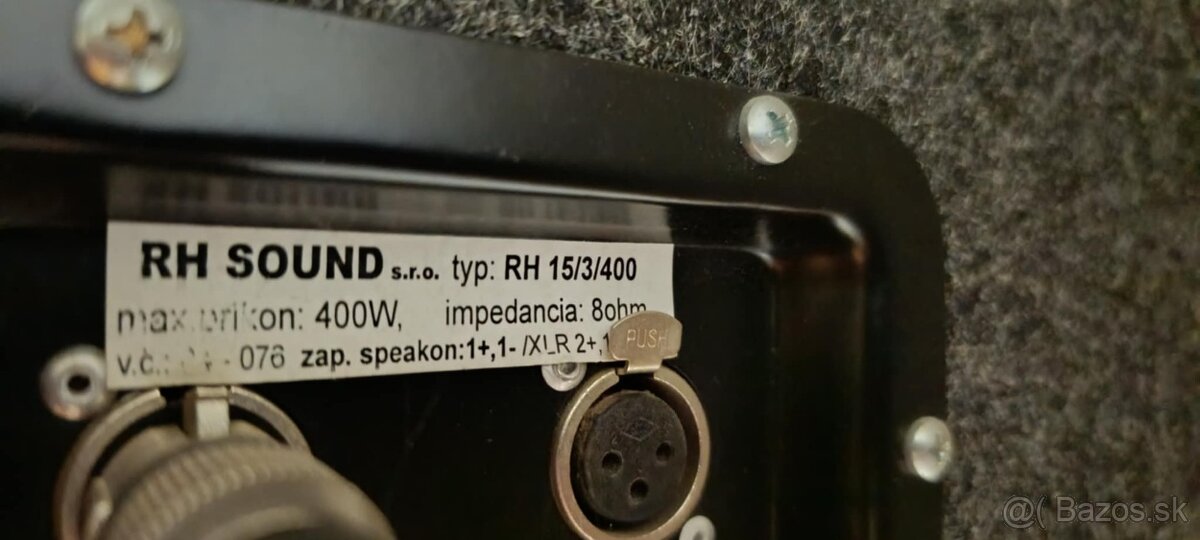 RH SOUND s.r.o. typ: RH 15/3/400
max.prikon: 400W, impedancia: 8ohm
v.č.: - 076 zap. speakon:1+,1- /XLR 2+,1
PUSH
@( Bazos.sk